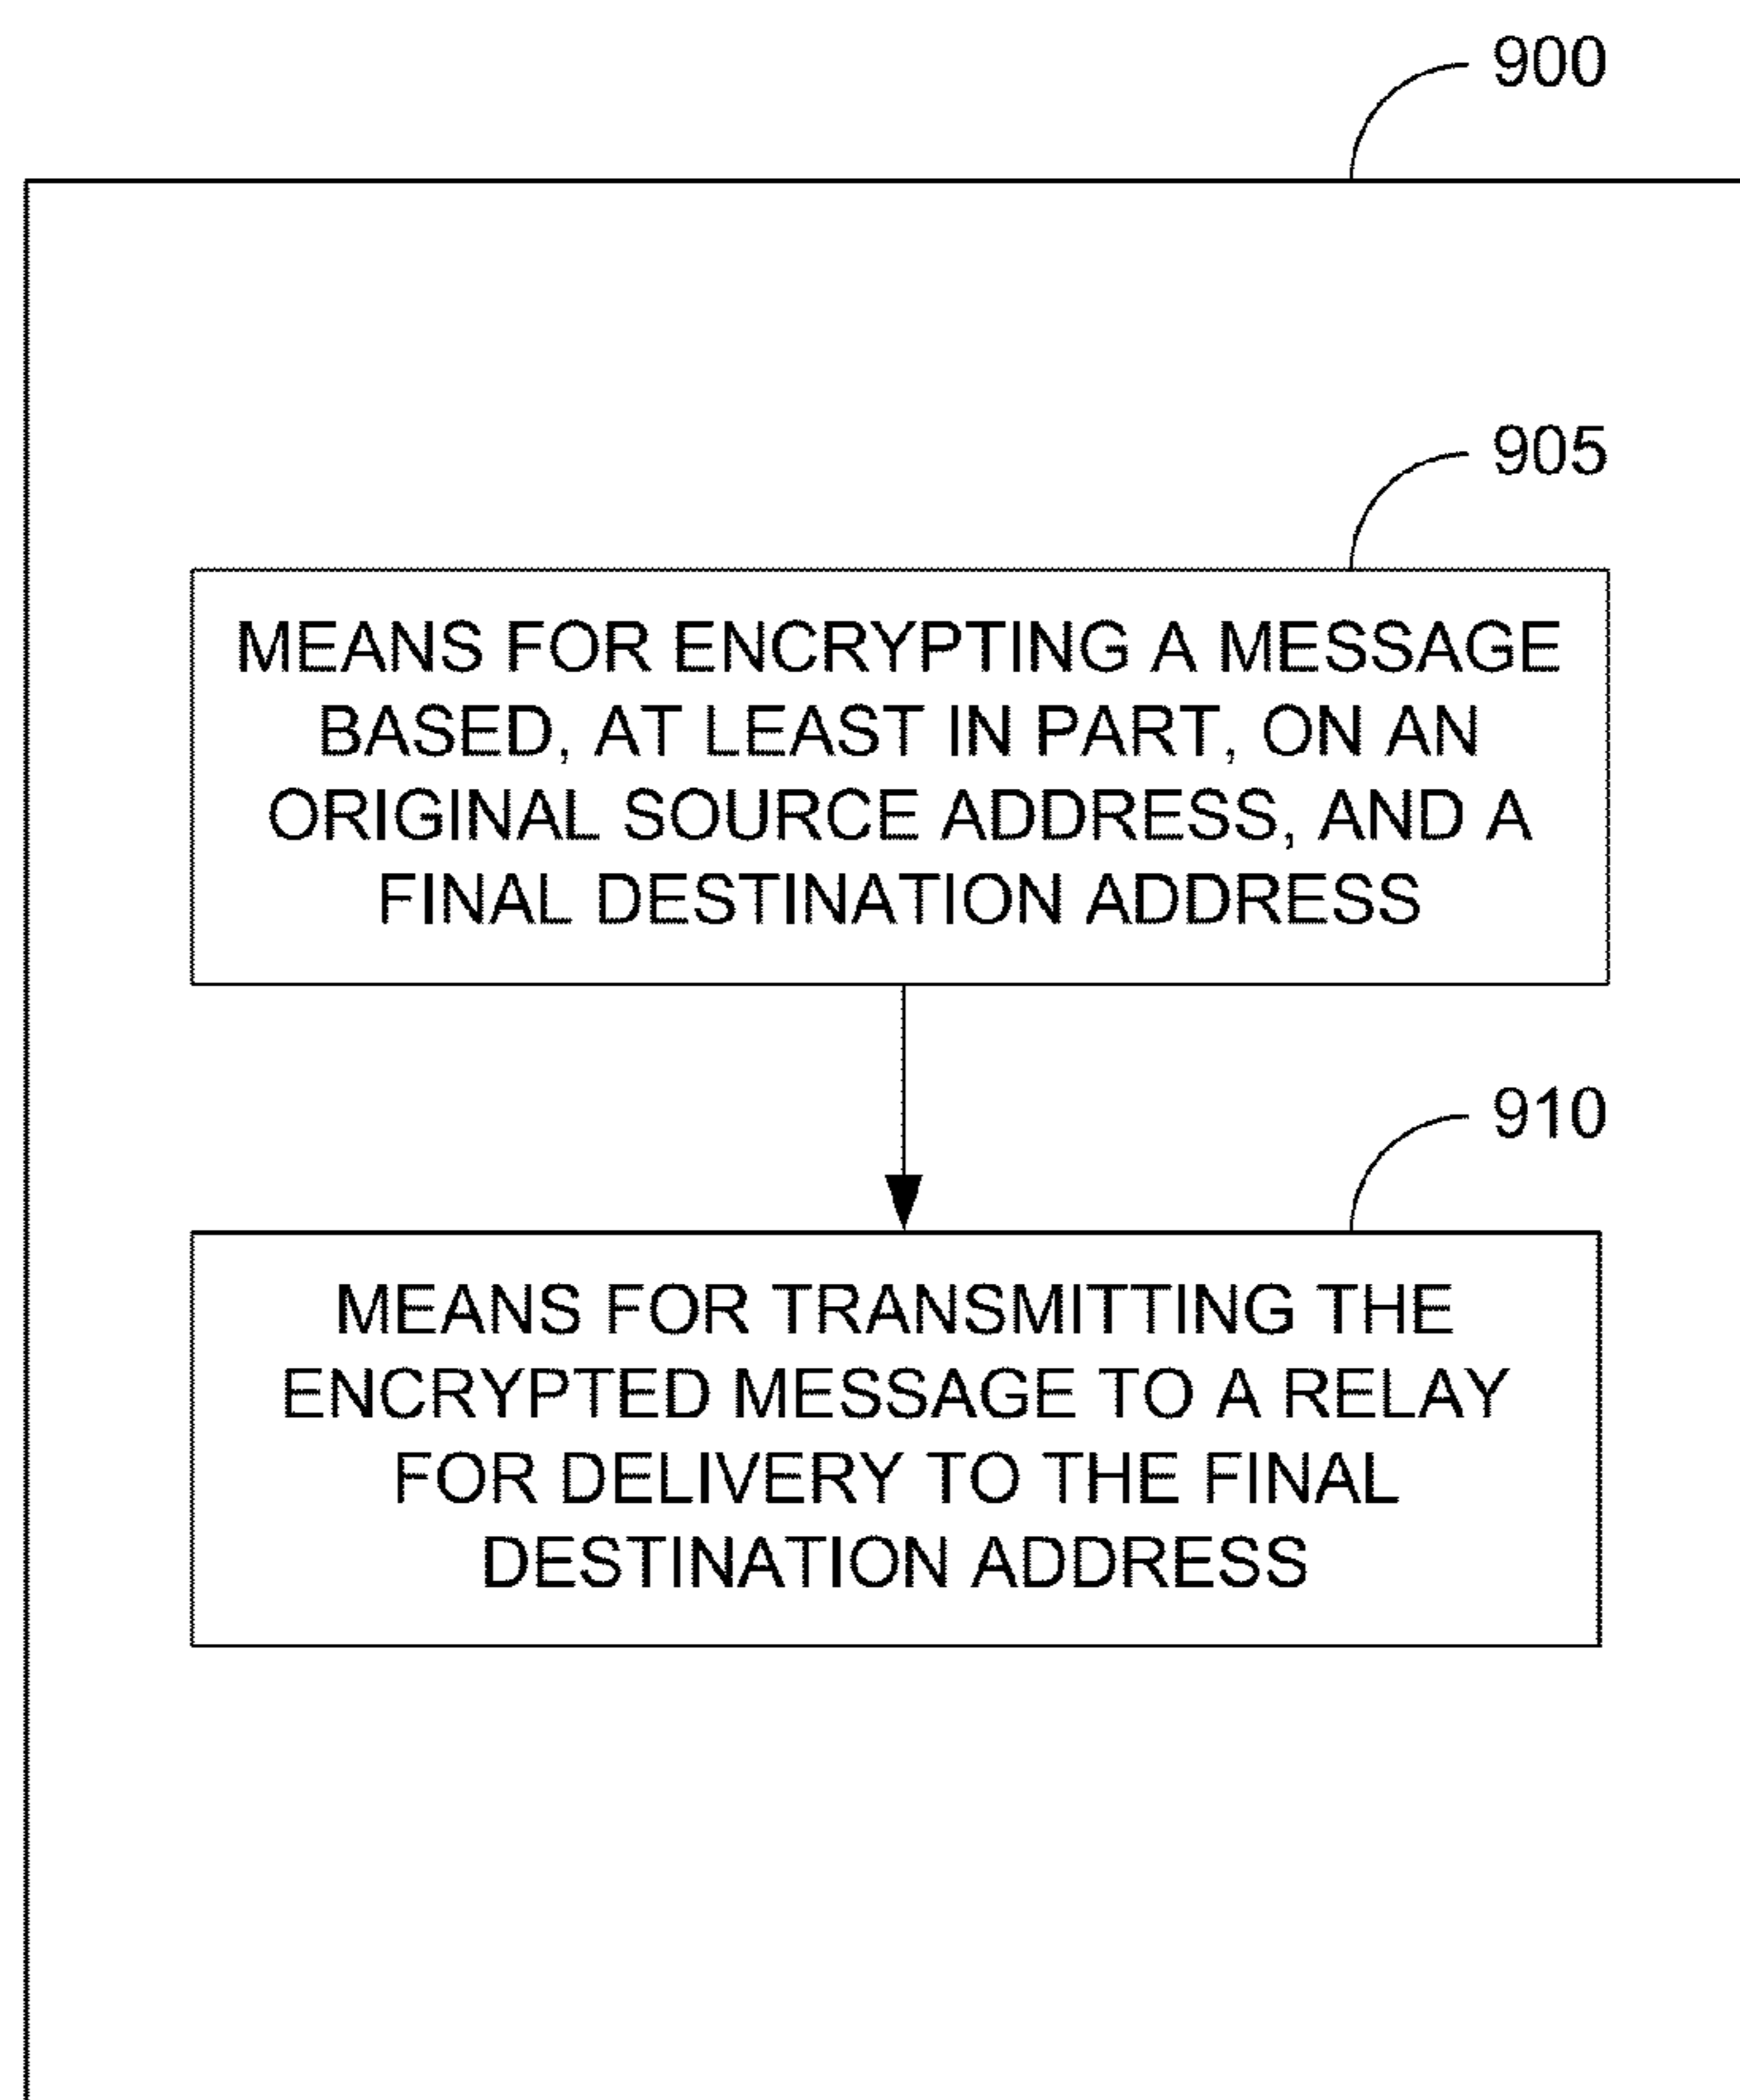 900
905
MEANS FOR ENCRYPTING A MESSAGE
BASED, AT LEAST IN PART, ON AN
ORIGINAL SOURCE ADDRESS, AND A
FINAL DESTINATION ADDRESS
910
MEANS FOR TRANSMITTING THE
ENCRYPTED MESSAGE TO A RELAY
FOR DELIVERY TO THE FINAL
DESTINATION ADDRESS